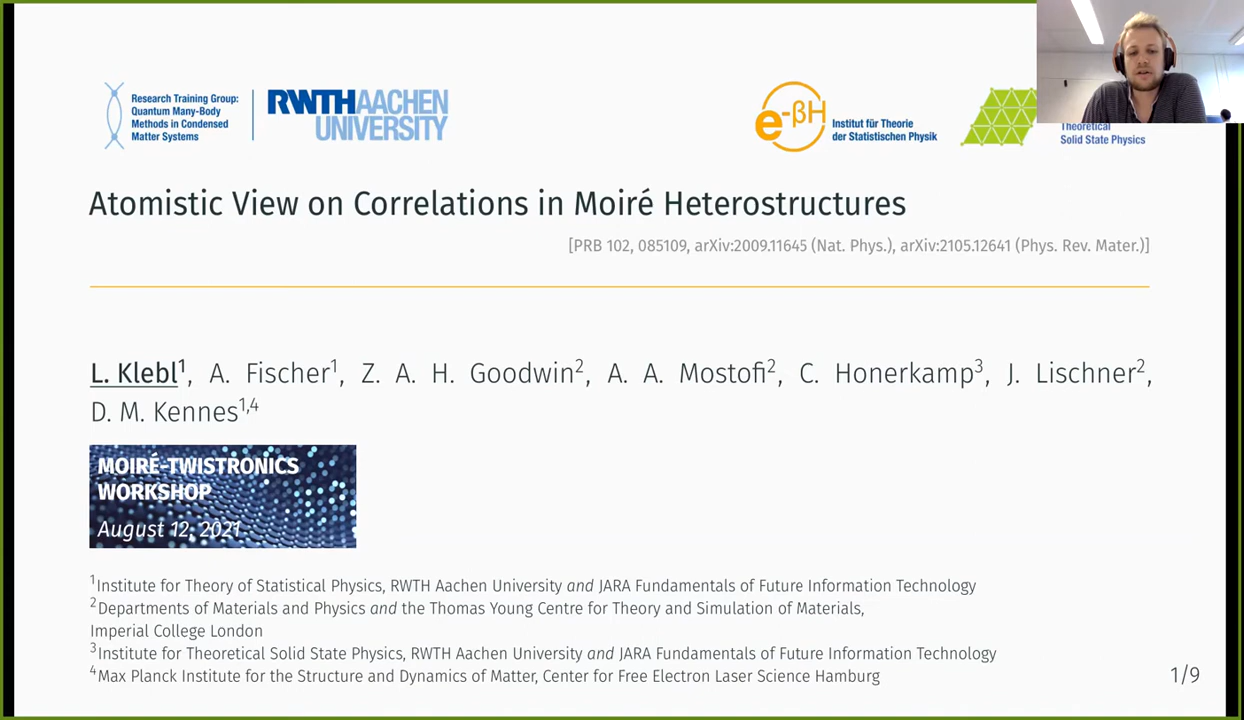 Research Training Group:
Quantum Many-Body
Methods in Condensed
Matter Systems
RWTHAACHEN
UNIVERSITY
e-βH
Institut für Theorie
der Statistischen Physik
Theoretical
Solid State Physics
Atomistic View on Correlations in Moiré Heterostructures
[PRB 102, 085109, arXiv:2009.11645 (Nat. Phys.), arXiv:2105.12641 (Phys. Rev. Mater.)]
L. Klebl1, A. Fischer1, Z. A. H. Goodwin2, A. A. Mostofi2, C. Honerkamp3, J. Lischner2,
D. M. Kennes1,4
MOIRÉ-TWISTRONICS
WORKSHOP
August 12, 2021
1Institute for Theory of Statistical Physics, RWTH Aachen University and JARA Fundamentals of Future Information Technology
2Departments of Materials and Physics and the Thomas Young Centre for Theory and Simulation of Materials,
Imperial College London
3Institute for Theoretical Solid State Physics, RWTH Aachen University and JARA Fundamentals of Future Information Technology
4Max Planck Institute for the Structure and Dynamics of Matter, Center for Free Electron Laser Science Hamburg
1/9